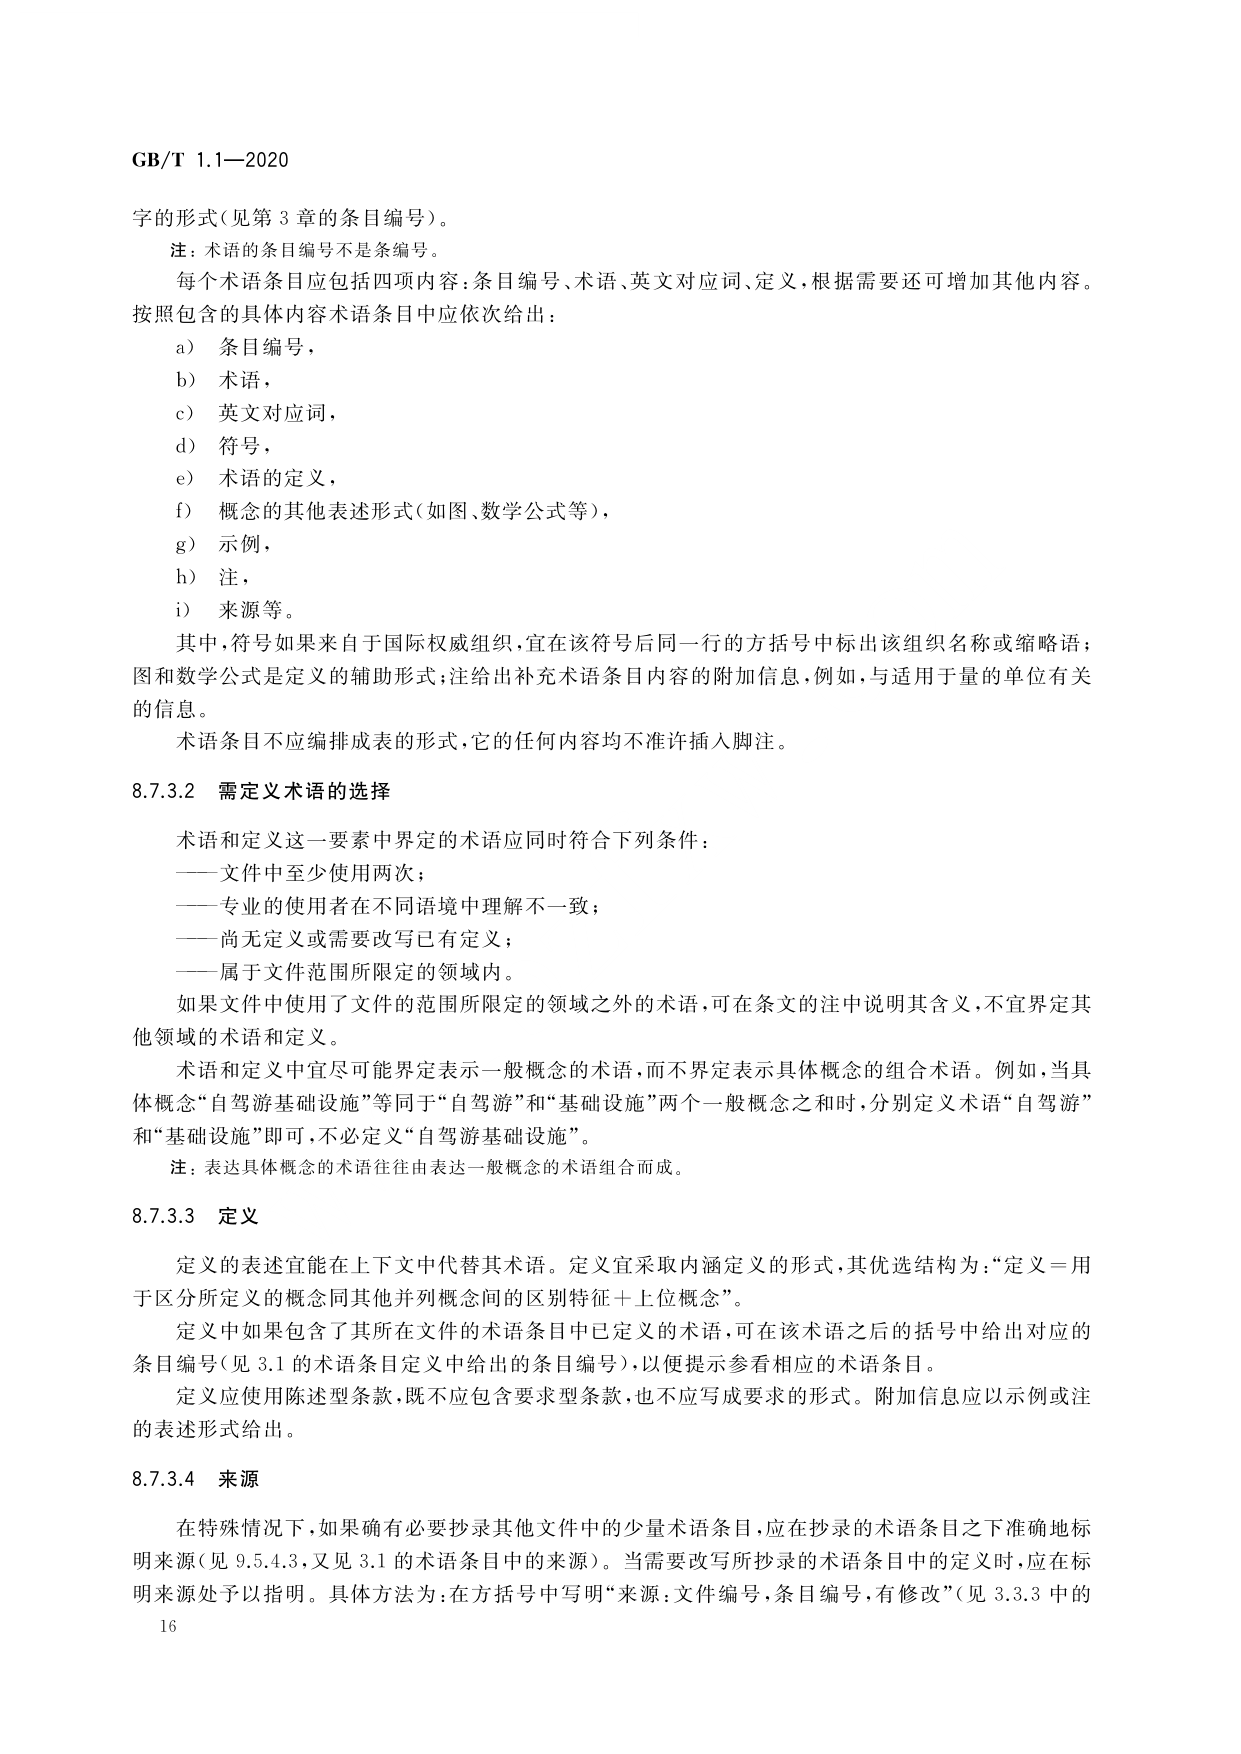 GB/T 1.1—2020
字的形式(见第 3 章的条目编号)。
注：术语的条目编号不是条编号。
每个术语条目应包括四项内容:条目编号、术语、英文对应词、定义,根据需要还可增加其他内容。
按照包含的具体内容术语条目中应依次给出:
a) 条目编号,
b) 术语,
c) 英文对应词,
d) 符号,
e) 术语的定义,
f) 概念的其他表述形式(如图、数学公式等),
g) 示例,
h) 注,
i) 来源等。
其中,符号如果来自于国际权威组织,宜在该符号后同一行的方括号中标出该组织名称或缩略语;
图和数学公式是定义的辅助形式;注给出补充术语条目内容的附加信息,例如,与适用于量的单位有关
的信息。
术语条目不应编排成表的形式,它的任何内容均不准许插入脚注。
8.7.3.2 需定义术语的选择
术语和定义这一要素中界定的术语应同时符合下列条件:
——文件中至少使用两次;
——专业的使用者在不同语境中理解不一致;
——尚无定义或需要改写已有定义;
——属于文件范围所限定的领域内。
如果文件中使用了文件的范围所限定的领域之外的术语,可在条文的注中说明其含义,不宜界定其
他领域的术语和定义。
术语和定义中宜尽可能界定表示一般概念的术语,而不界定表示具体概念的组合术语。例如,当具
体概念“自驾游基础设施”等同于“自驾游”和“基础设施”两个一般概念之和时,分别定义术语“自驾游”
和“基础设施”即可,不必定义“自驾游基础设施”。
注：表达具体概念的术语往往由表达一般概念的术语组合而成。
8.7.3.3 定义
定义的表述宜能在上下文中代替其术语。定义宜采取内涵定义的形式,其优选结构为:“定义＝用
于区分所定义的概念同其他并列概念间的区别特征＋上位概念”。
定义中如果包含了其所在文件的术语条目中已定义的术语,可在该术语之后的括号中给出对应的
条目编号(见 3.1 的术语条目定义中给出的条目编号),以便提示参看相应的术语条目。
定义应使用陈述型条款,既不应包含要求型条款,也不应写成要求的形式。附加信息应以示例或注
的表述形式给出。
8.7.3.4 来源
在特殊情况下,如果确有必要抄录其他文件中的少量术语条目,应在抄录的术语条目之下准确地标
明来源(见 9.5.4.3,又见 3.1 的术语条目中的来源)。当需要改写所抄录的术语条目中的定义时,应在标
明来源处予以指明。具体方法为:在方括号中写明“来源:文件编号,条目编号,有修改”(见 3.3.3 中的
16